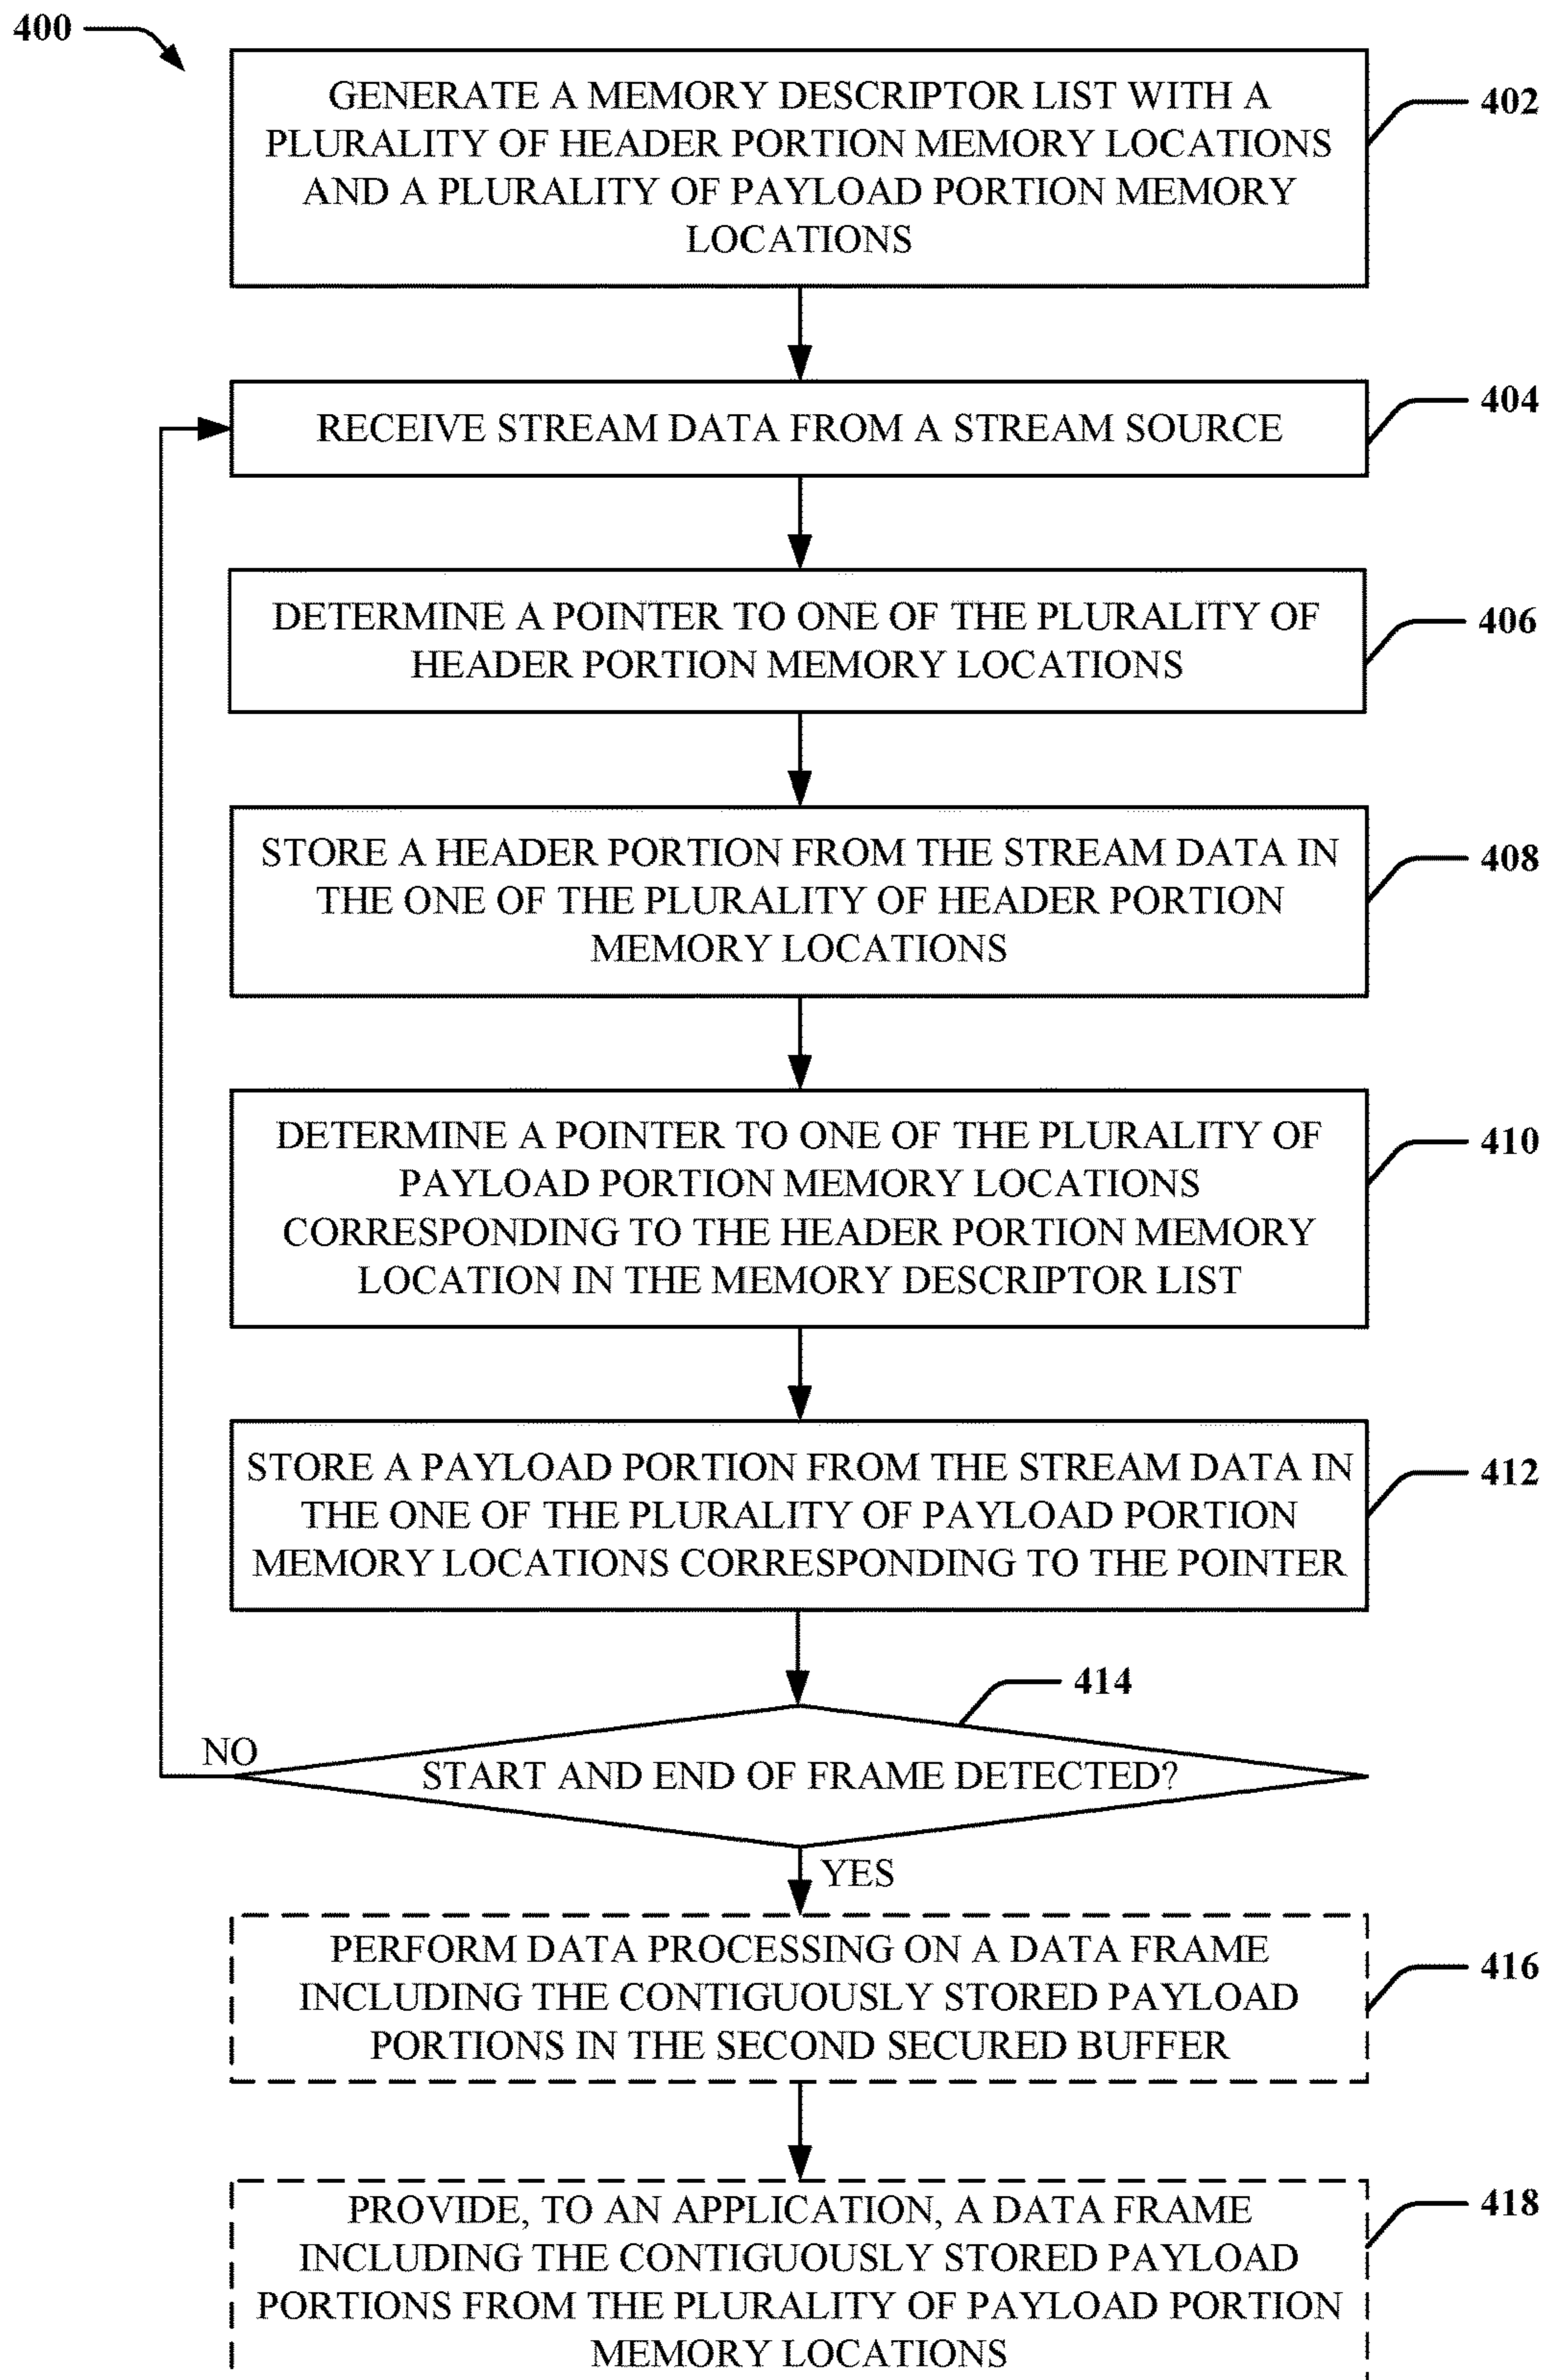 400
GENERATE A MEMORY DESCRIPTOR LIST WITH A
PLURALITY OF HEADER PORTION MEMORY LOCATIONS
AND A PLURALITY OF PAYLOAD PORTION MEMORY
LOCATIONS
402
RECEIVE STREAM DATA FROM A STREAM SOURCE
404
DETERMINE A POINTER TO ONE OF THE PLURALITY OF
HEADER PORTION MEMORY LOCATIONS
406
STORE A HEADER PORTION FROM THE STREAM DATA IN
THE ONE OF THE PLURALITY OF HEADER PORTION
MEMORY LOCATIONS
408
DETERMINE A POINTER TO ONE OF THE PLURALITY OF
PAYLOAD PORTION MEMORY LOCATIONS
CORRESPONDING TO THE HEADER PORTION MEMORY
LOCATION IN THE MEMORY DESCRIPTOR LIST
410
STORE A PAYLOAD PORTION FROM THE STREAM DATA IN
THE ONE OF THE PLURALITY OF PAYLOAD PORTION
MEMORY LOCATIONS CORRESPONDING TO THE POINTER
412
414
NO
START AND END OF FRAME DETECTED?
YES
PERFORM DATA PROCESSING ON A DATA FRAME
INCLUDING THE CONTIGUOUSLY STORED PAYLOAD
PORTIONS IN THE SECOND SECURED BUFFER
416
PROVIDE, TO AN APPLICATION, A DATA FRAME
INCLUDING THE CONTIGUOUSLY STORED PAYLOAD
PORTIONS FROM THE PLURALITY OF PAYLOAD PORTION
MEMORY LOCATIONS
418